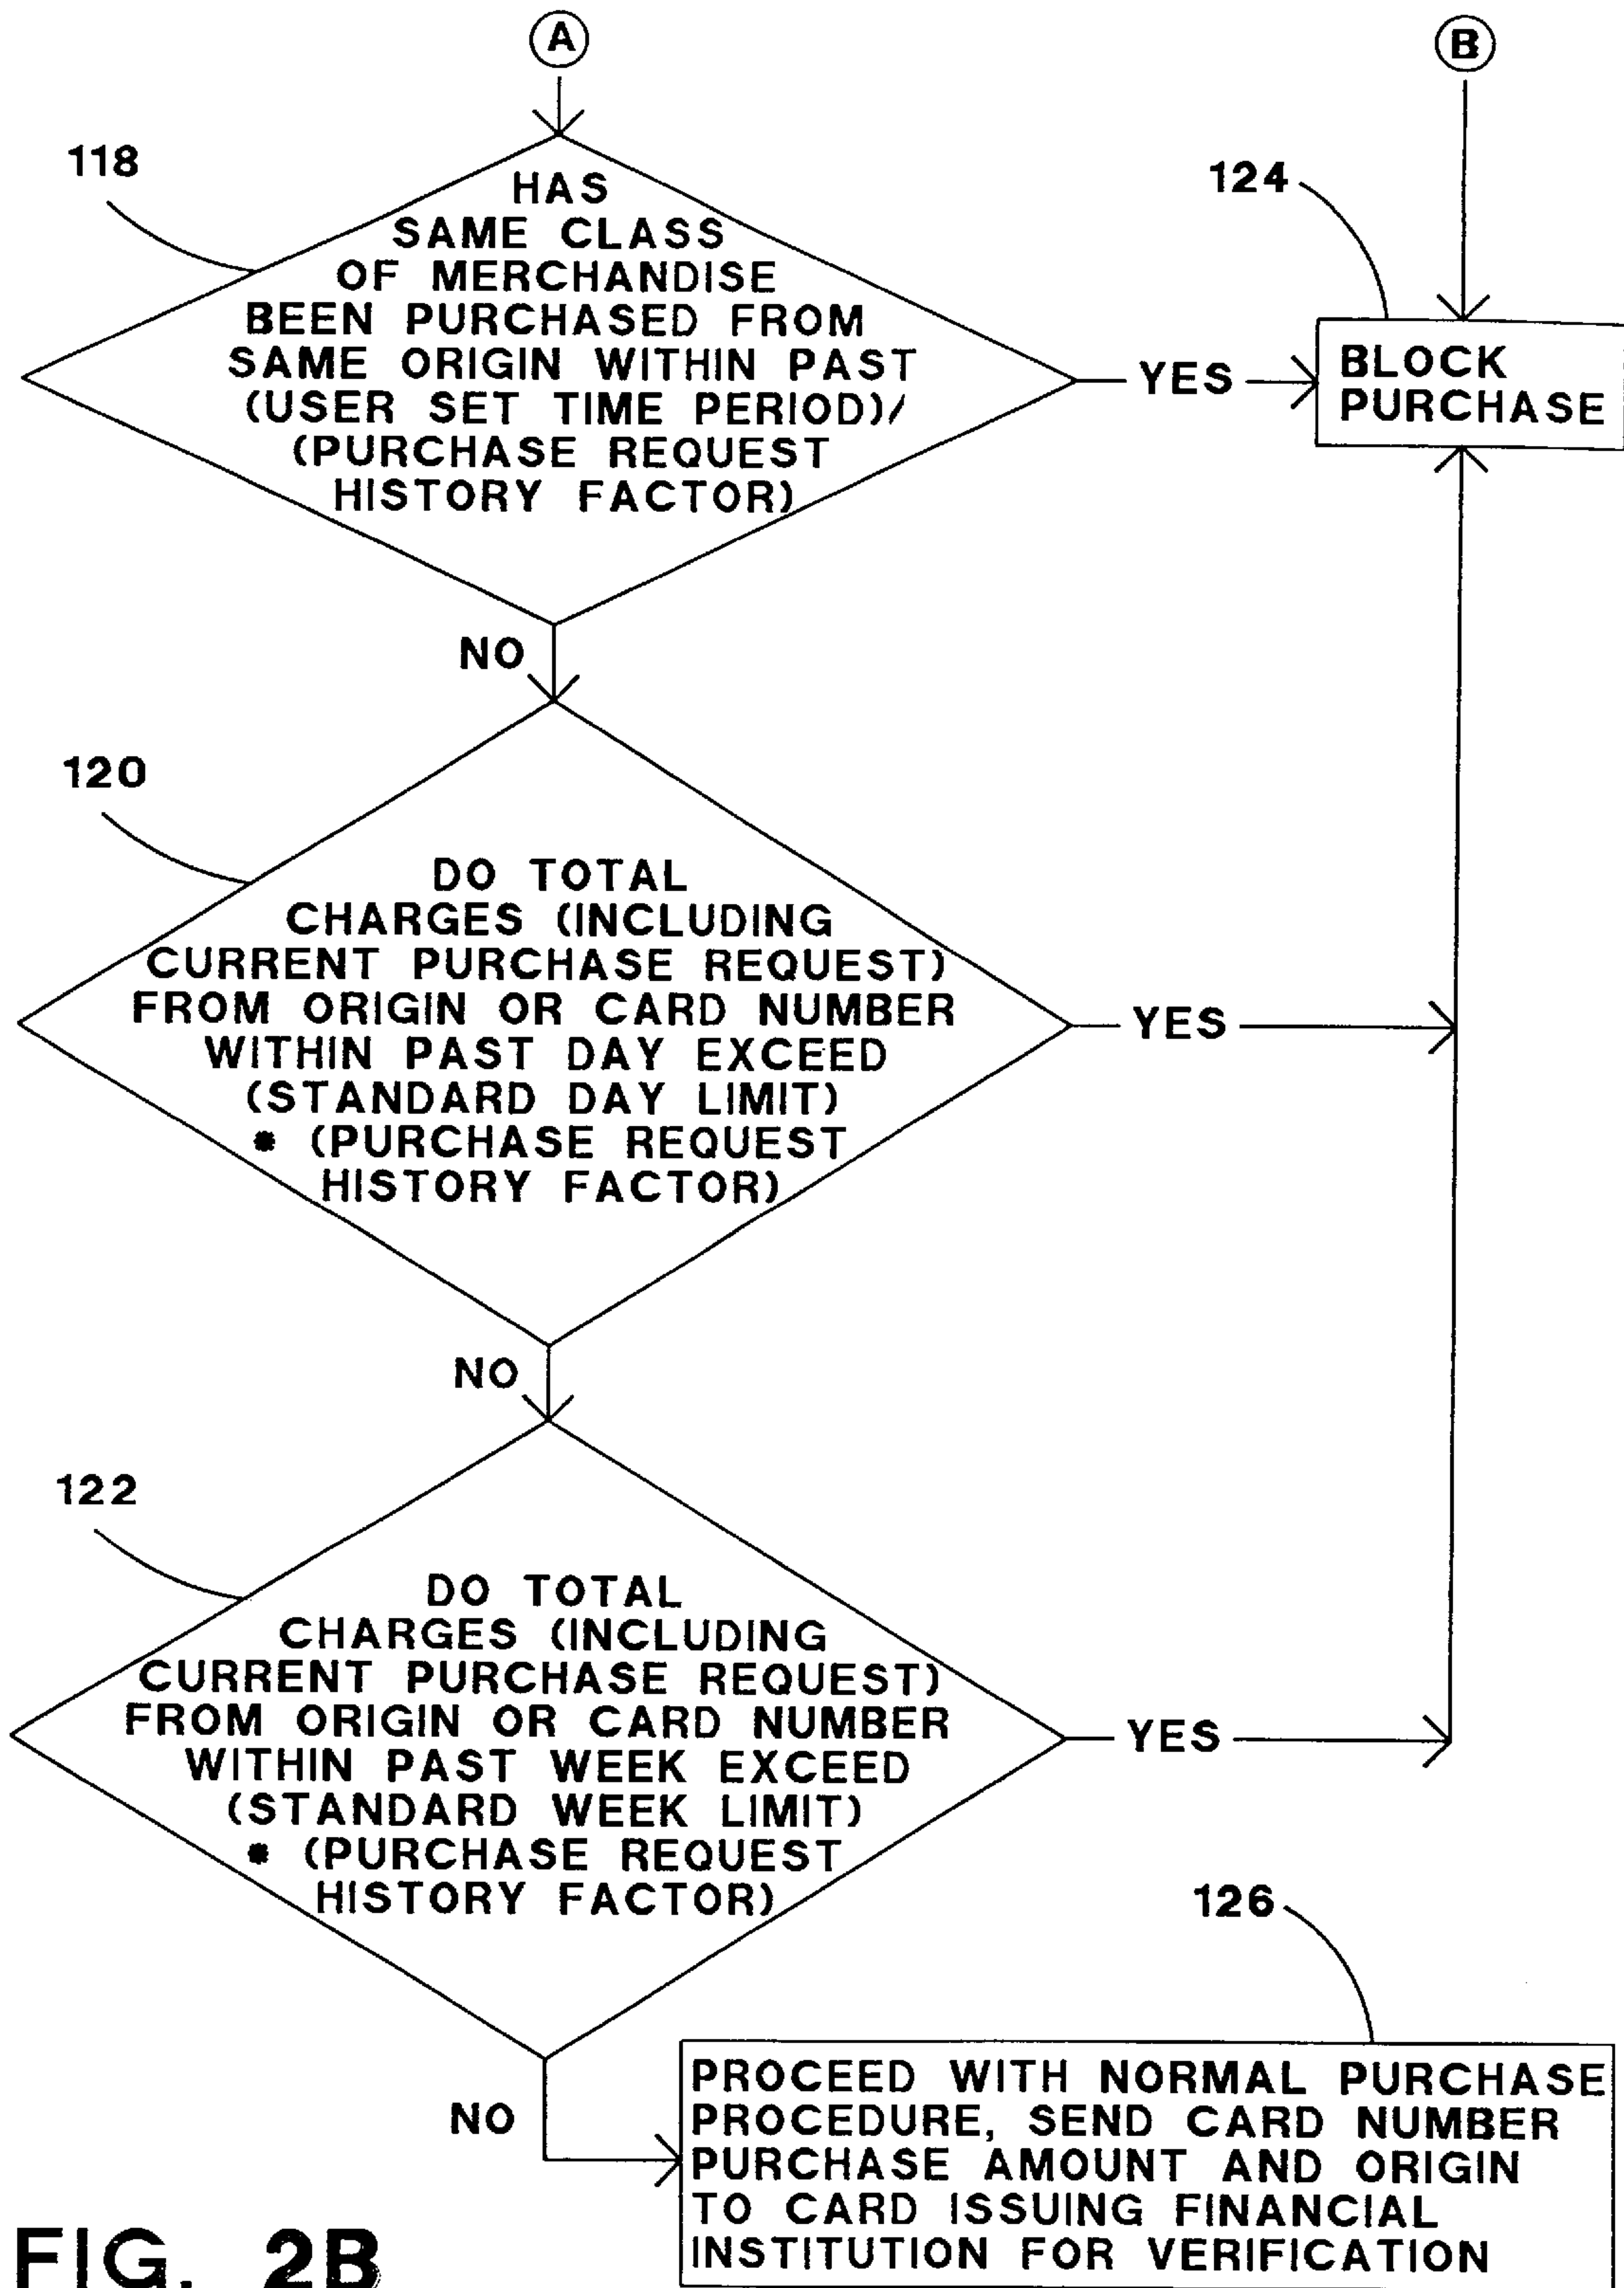 A
B
118
HAS
SAME CLASS
OF MERCHANDISE
BEEN PURCHASED FROM
SAME ORIGIN WITHIN PAST
(USER SET TIME PERIOD)/
(PURCHASE REQUEST
HISTORY FACTOR)
YES
124
BLOCK
PURCHASE
NO
120
DO TOTAL
CHARGES (INCLUDING
CURRENT PURCHASE REQUEST)
FROM ORIGIN OR CARD NUMBER
WITHIN PAST DAY EXCEED
(STANDARD DAY LIMIT)
* (PURCHASE REQUEST
HISTORY FACTOR)
YES
NO
122
DO TOTAL
CHARGES (INCLUDING
CURRENT PURCHASE REQUEST)
FROM ORIGIN OR CARD NUMBER
WITHIN PAST WEEK EXCEED
(STANDARD WEEK LIMIT)
* (PURCHASE REQUEST
HISTORY FACTOR)
YES
NO
126
PROCEED WITH NORMAL PURCHASE
PROCEDURE, SEND CARD NUMBER
PURCHASE AMOUNT AND ORIGIN
TO CARD ISSUING FINANCIAL
INSTITUTION FOR VERIFICATION
FIG. 2B